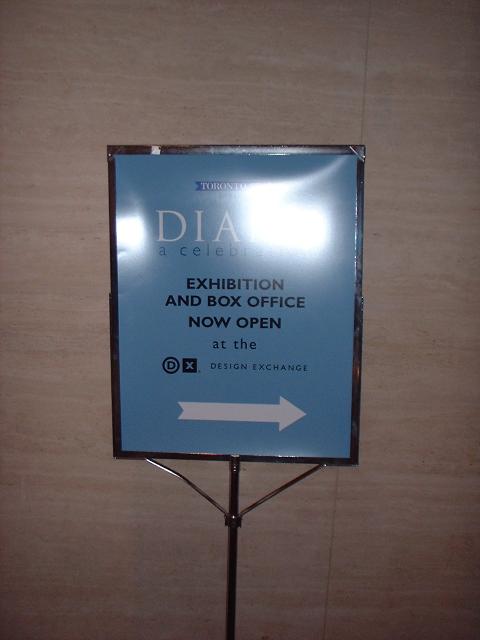 TORONTO
a
EXHIBITION
AND BOX OFFICE
NOW OPEN
at the
DX DESIGN EXCHANGE